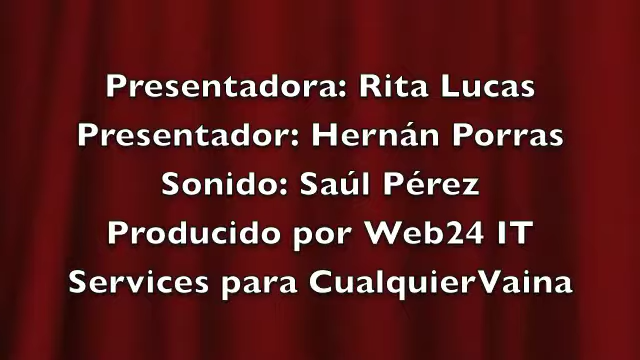 Presentadora: Rita Lucas
Presentador: Hernán Porras
Sonido: Saúl Pérez
Producido por Web24 IT
Services para CualquierVaina